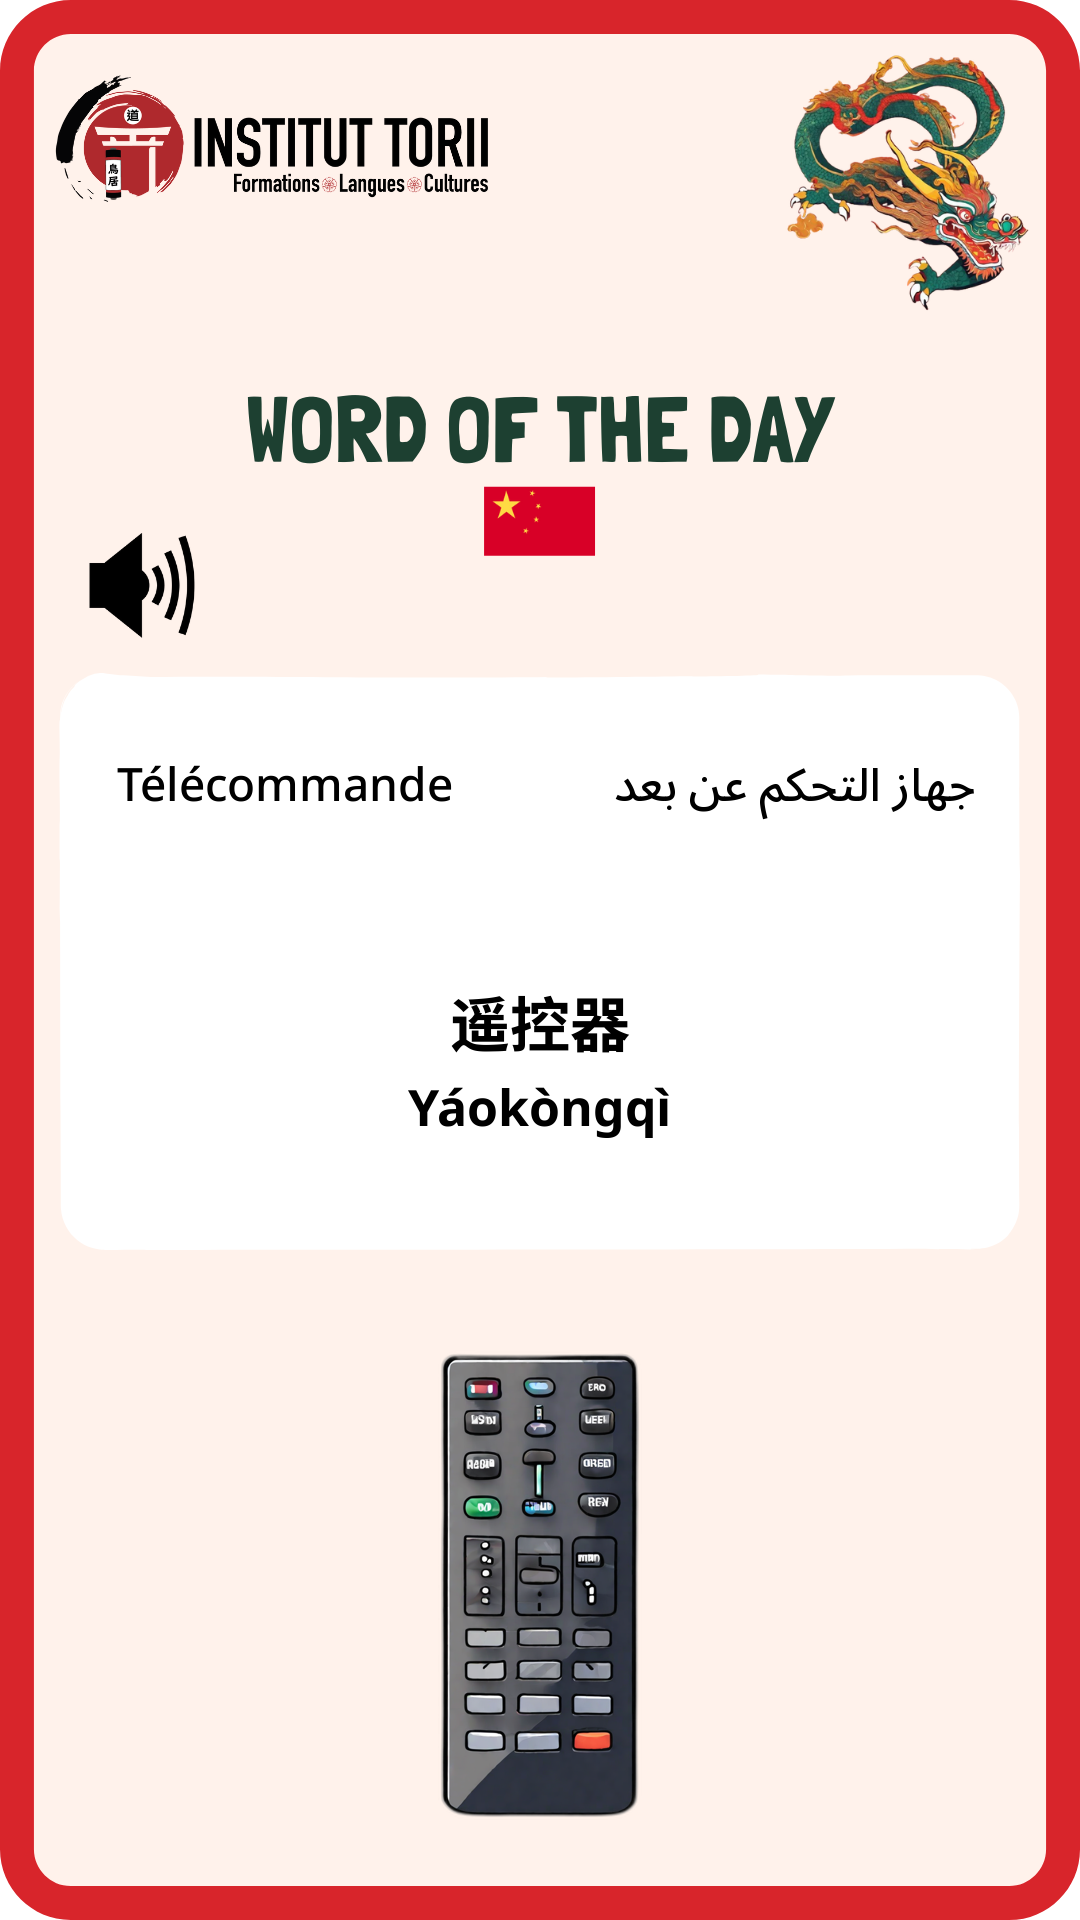 道
鳥居
INSTITUT TORII
Formations Langues Cultures
WORD OF THE DAY
Télécommande
جهاز التحكم عن بعد
遥控器
Yáokòngqì
REW